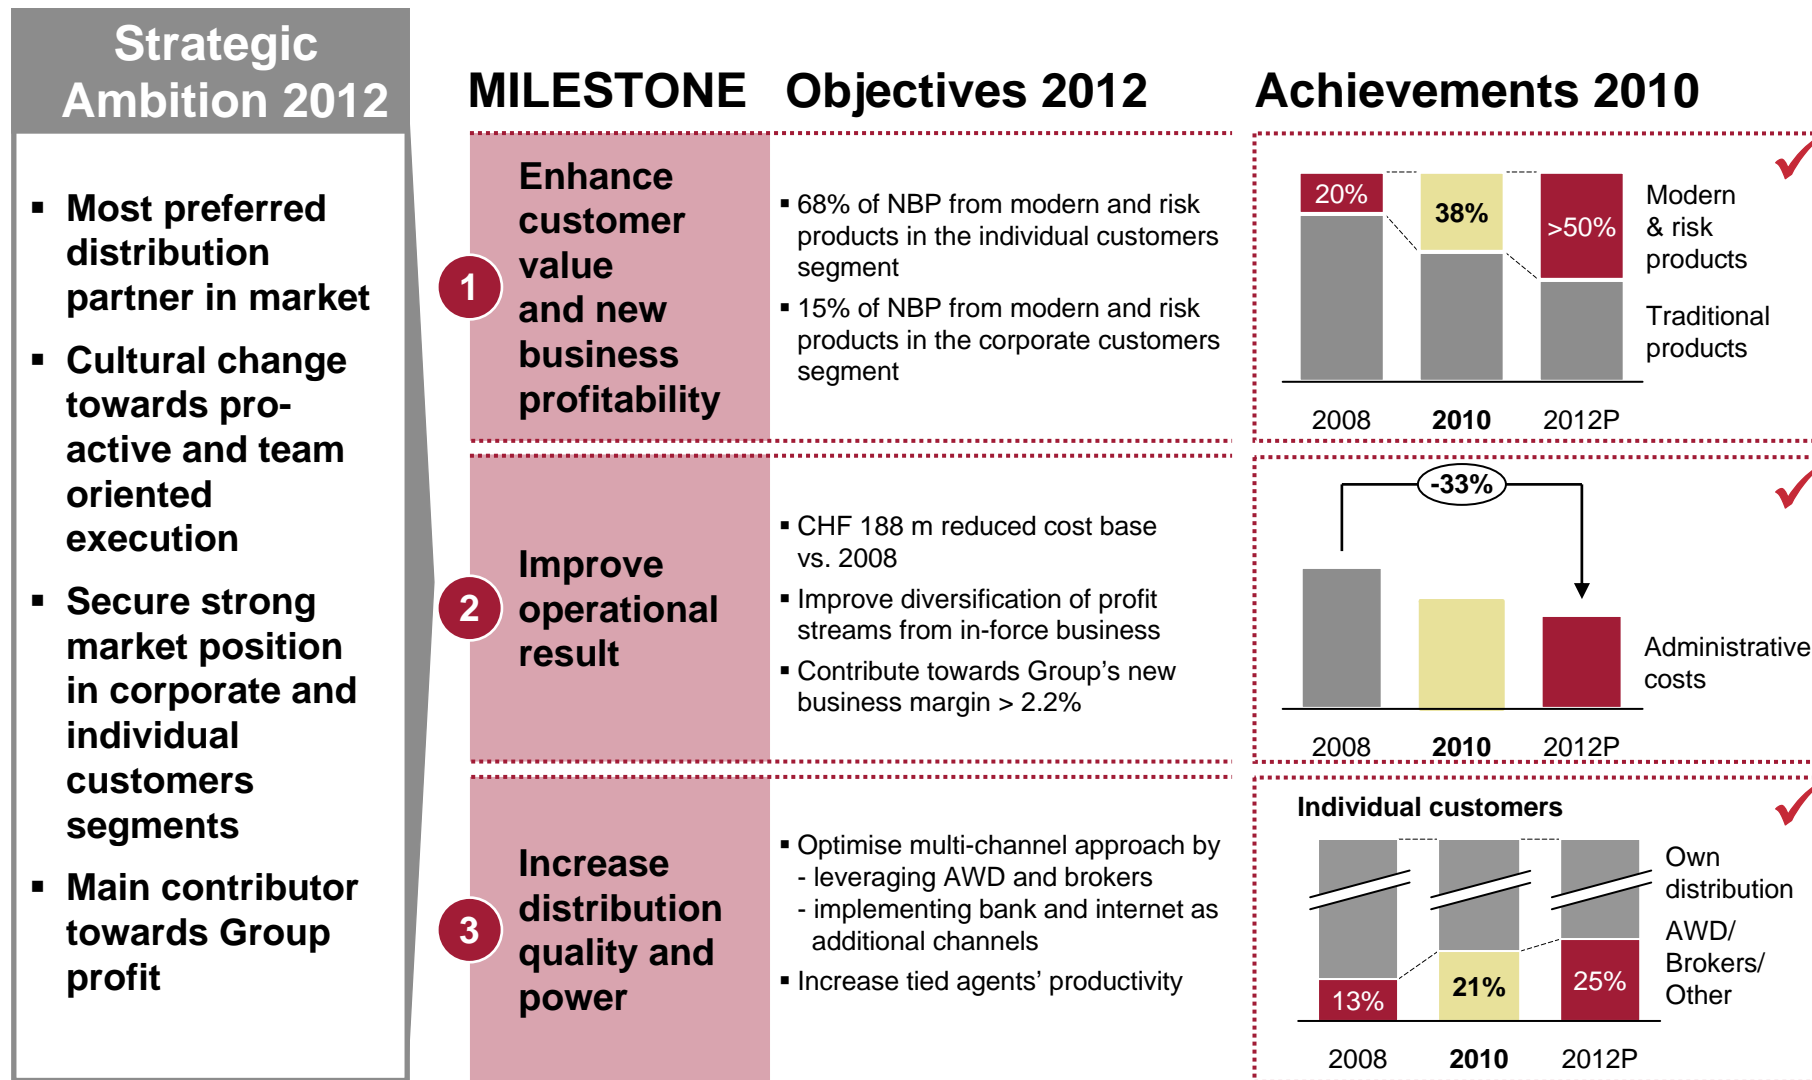 Strategic
Ambition 2012
▪ Most preferred
distribution
partner in market
▪ Cultural change
towards pro-
active and team
oriented
execution
▪ Secure strong
market position
in corporate and
individual
customers
segments
▪ Main contributor
towards Group
profit
MILESTONE
Objectives 2012
Achievements 2010
1
Enhance
customer
value
and new
business
profitability
▪ 68% of NBP from modern and risk
products in the individual customers
segment
▪ 15% of NBP from modern and risk
products in the corporate customers
segment
20%
38%
>50%
Modern
& risk
products
Traditional
products
2008
2010
2012P
2
Improve
operational
result
▪ CHF 188 m reduced cost base
vs. 2008
▪ Improve diversification of profit
streams from in-force business
▪ Contribute towards Group's new
business margin > 2.2%
-33%
Administrative
costs
2008
2010
2012P
3
Increase
distribution
quality and
power
▪ Optimise multi-channel approach by
- leveraging AWD and brokers
- implementing bank and internet as
additional channels
▪ Increase tied agents' productivity
Individual customers
Own
distribution
AWD/
Brokers/
Other
13%
21%
25%
2008
2010
2012P